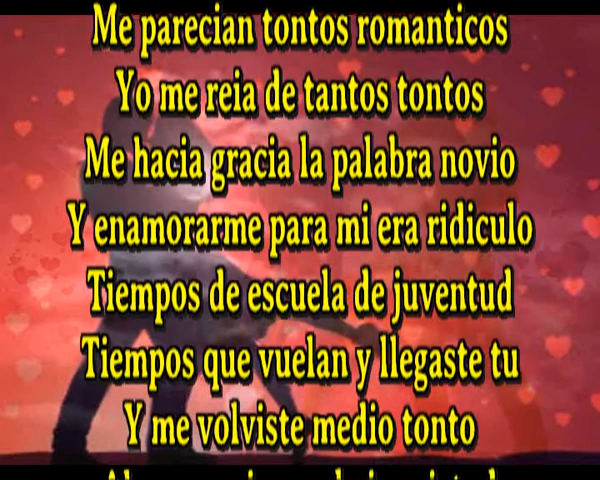 Me parecian tontos romanticos
Yo me reia de tantos tontos
Me hacia gracia la palabra novio
Y enamorarme para mi era ridiculo
Tiempos de escuela de juventud
Tiempos que vuelan y llegaste tu
Y me volviste medio tonto